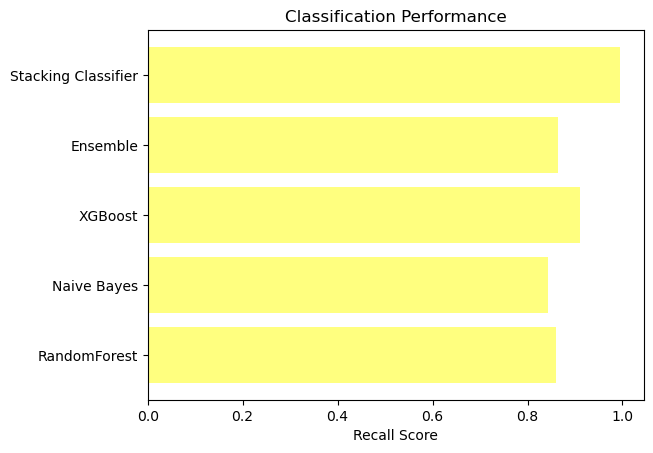 Classification Performance
Stacking Classifier
Ensemble
XGBoost
Naive Bayes
RandomForest
0.0 0.2 0.4 0.6 0.8 1.0
Recall Score